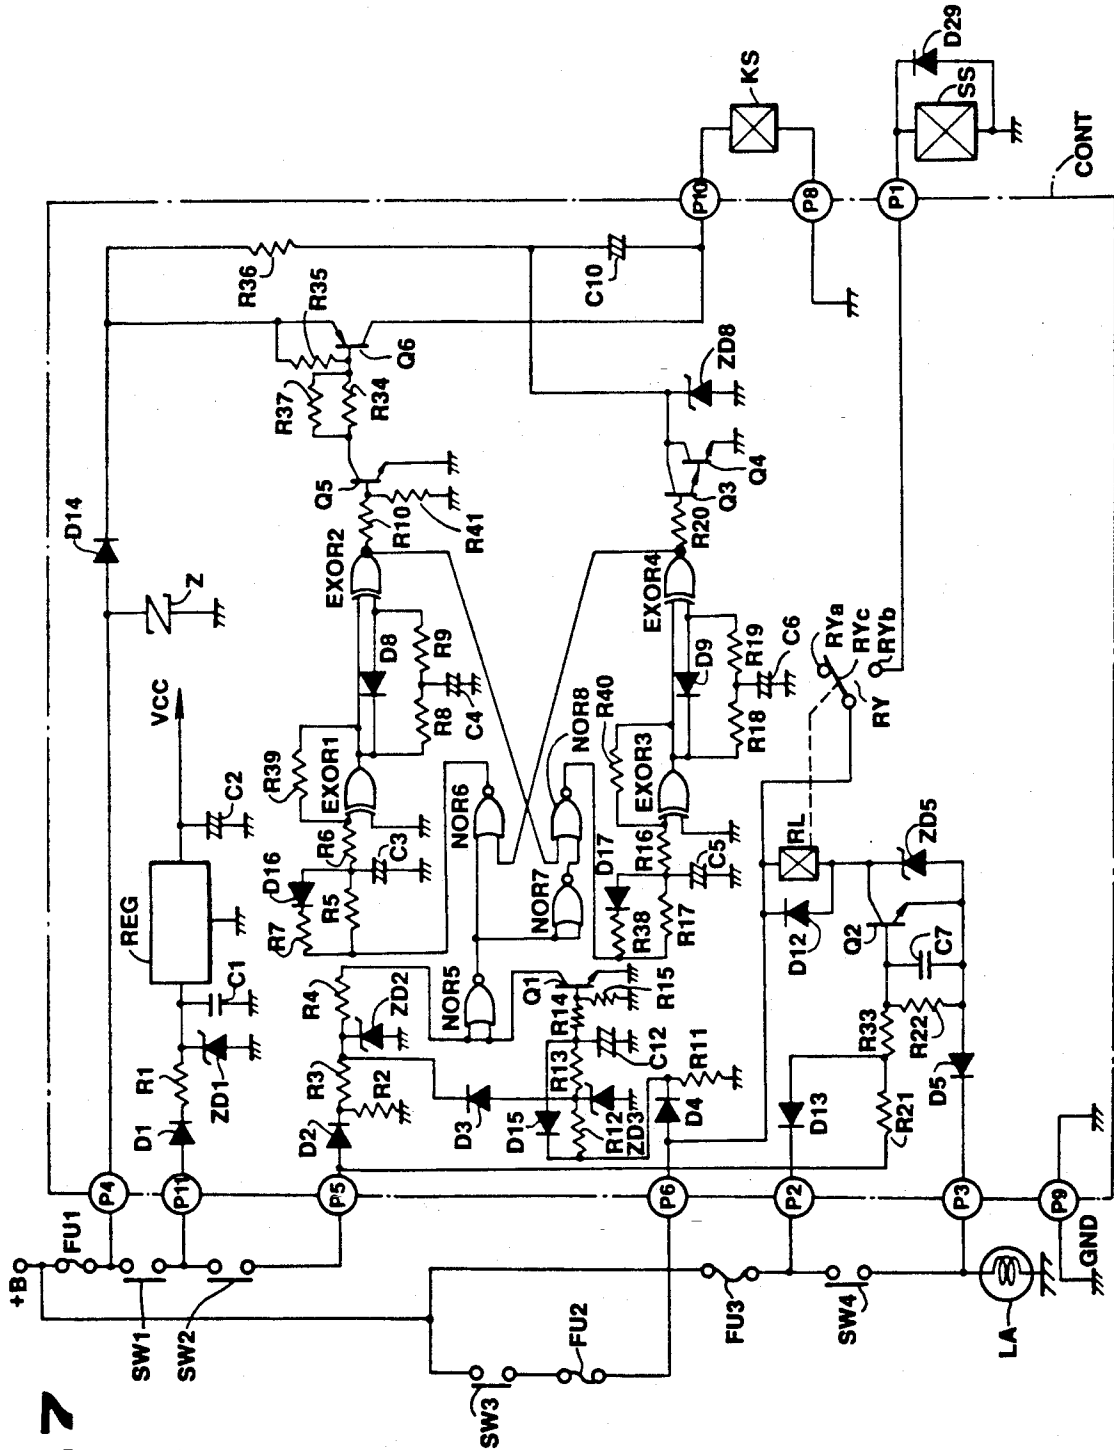 7
+B
FU1
SW1
SW2
P4
P11
P5
D14
Z
D1
R1
ZD1
C1
REG
VCC
C2
D2
R2
R3
ZD2
R4
R7
D16
R5
R6
C3
R39
EXOR1
D8
R8
C4
R9
EXOR2
R10
R41
Q5
R37
R34
R35
Q6
R36
C10
P10
KS
P8
P1
D29
SS
CONT
NOR5
NOR6
NOR7
NOR8
Q1
R14
R15
D3
D15
R13
R12
ZD3
C12
R11
D4
R38
D17
R17
R16
C5
R40
EXOR3
D9
R18
C6
R19
EXOR4
R20
Q3
Q4
ZD8
RYa
RYc
RYb
RY
RL
D12
Q2
ZD5
C7
R22
R33
R21
D13
D5
SW3
FU2
P6
FU3
P2
SW4
P3
LA
P9
GND